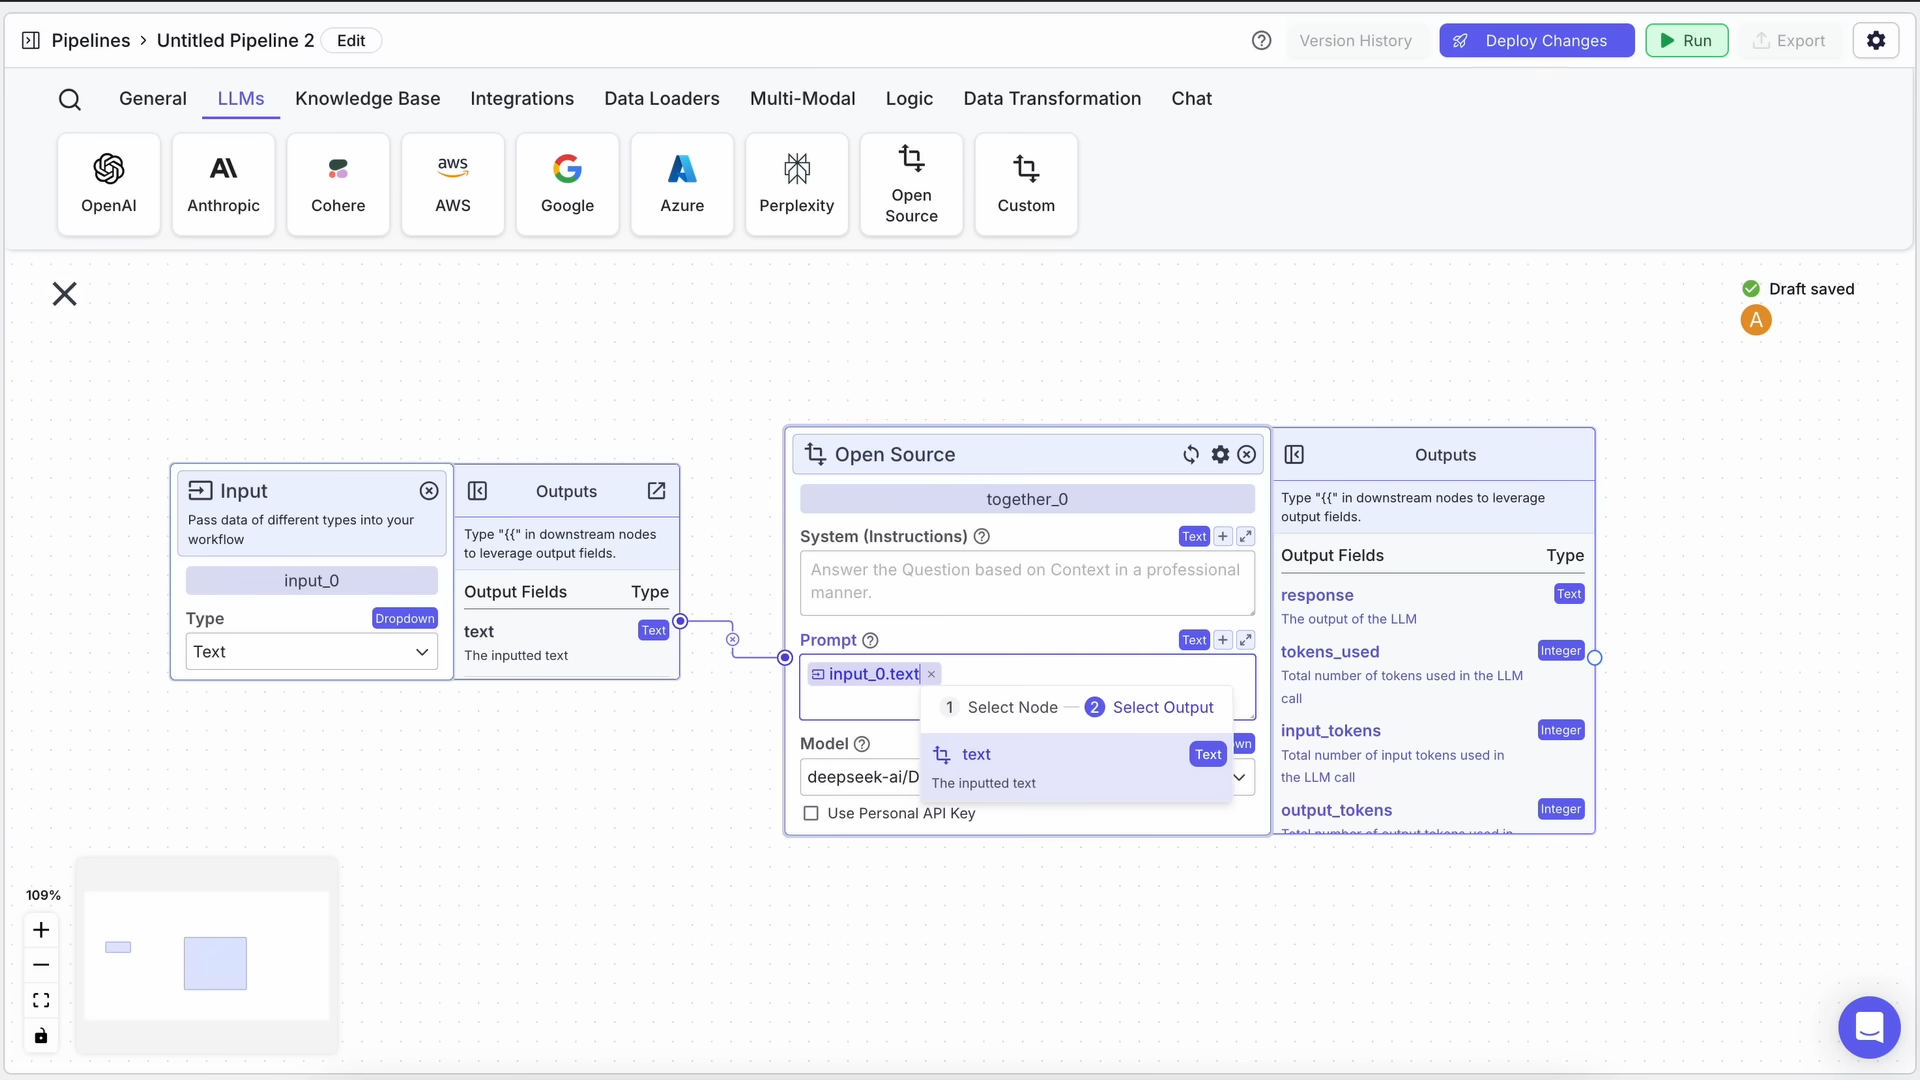 Pipelines > Untitled Pipeline 2 Edit
Version History Deploy Changes Run Export
General LLMs Knowledge Base Integrations Data Loaders Multi-Modal Logic Data Transformation Chat
OpenAI
Anthropic
Cohere
aws
AWS
Google
Azure
Perplexity
Open
Source
Custom
Draft saved
A
Input
Pass data of different types into your
workflow
input_0
Type Dropdown
Text
Outputs
Type "{{" in downstream nodes
to leverage output fields.
Output Fields Type
text Text
The inputted text
Open Source
together_0
System (Instructions) Text
Answer the Question based on Context in a professional
manner.
Prompt Text
input_0.text ×
1 Select Node 2 Select Output
text Text
The inputted text
Model
deepseek-ai/D
Use Personal API Key
Outputs
Type "{{" in downstream nodes to leverage
output fields.
Output Fields Type
response Text
The output of the LLM
tokens_used Integer
Total number of tokens used in the LLM
call
input_tokens Integer
Total number of input tokens used in
the LLM call
output_tokens Integer
Total number of output tokens used in
109%